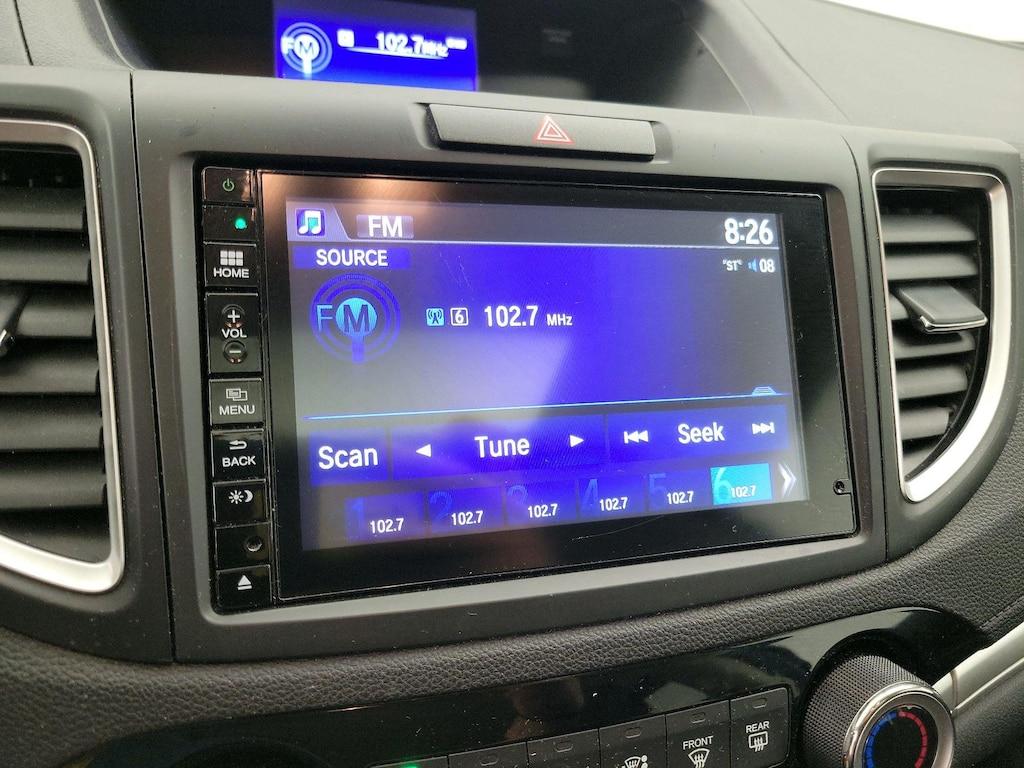 FM 102.7 MHz
FM 8:26
SOURCE
"ST" 08
FM 6 102.7 MHz
HOME
+
VOL
−
MENU
BACK
Scan Tune Seek
1 2 3 4 5 6
102.7 102.7 102.7 102.7 102.7 102.7
FRONT REAR